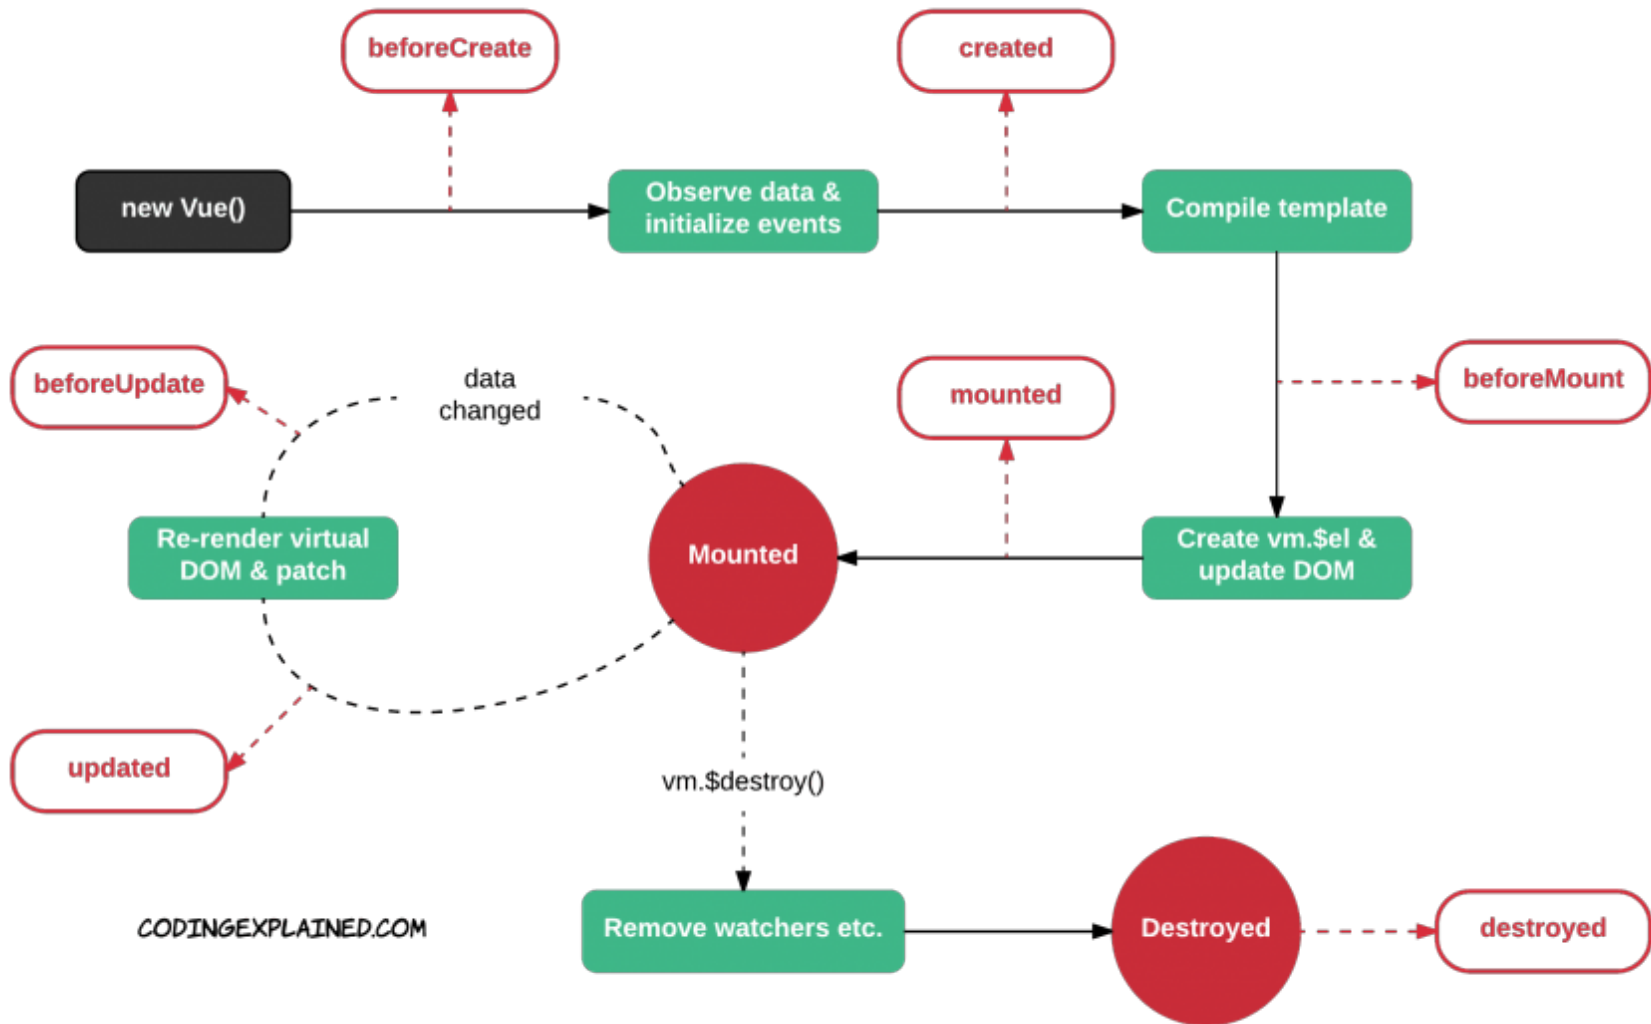 beforeCreate
created
new Vue()
Observe data &
initialize events
Compile template
beforeUpdate
data
changed
mounted
beforeMount
Re-render virtual
DOM & patch
Mounted
Create vm.$el &
update DOM
updated
vm.$destroy()
CODINGEXPLAINED.COM
Remove watchers etc.
Destroyed
destroyed